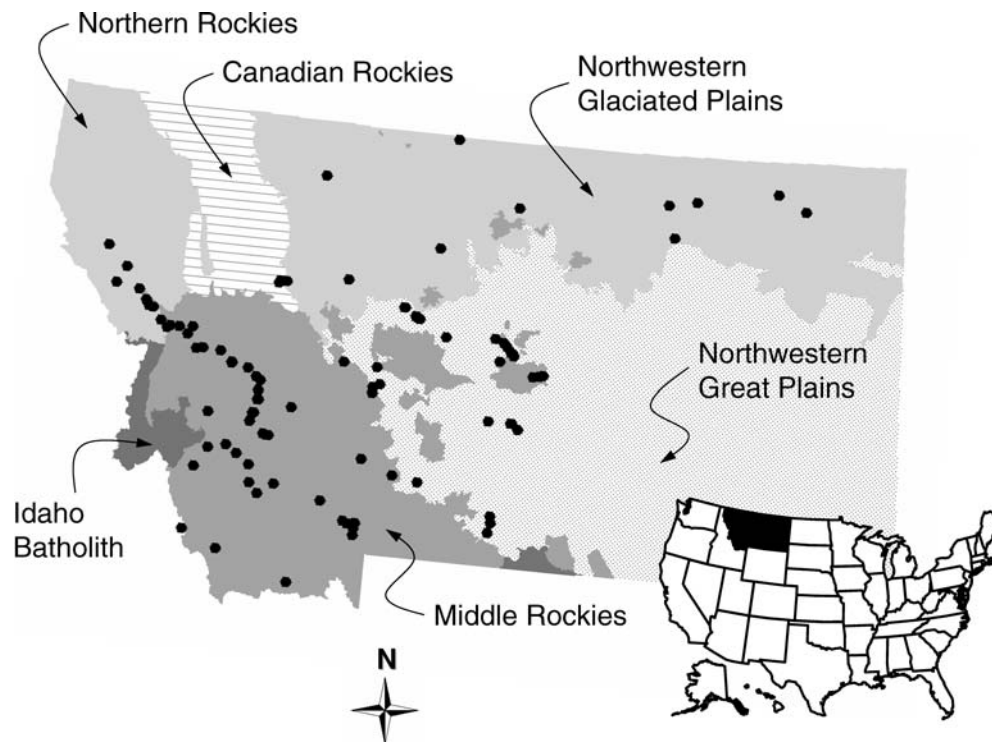 Northern Rockies
Canadian Rockies
Northwestern
Glaciated Plains
Northwestern
Great Plains
Idaho
Batholith
Middle Rockies
N